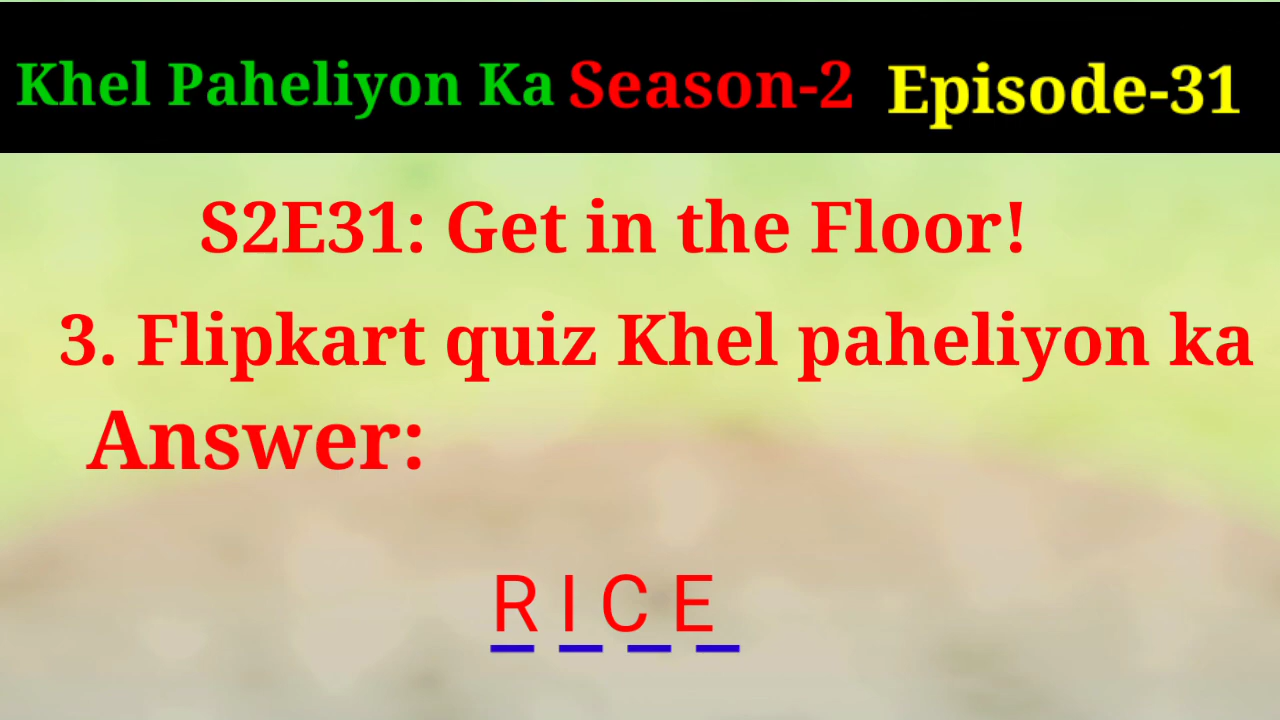 Khel Paheliyon Ka Season-2 Episode-31
S2E31: Get in the Floor!
3. Flipkart quiz Khel paheliyon ka
Answer:
R I C E